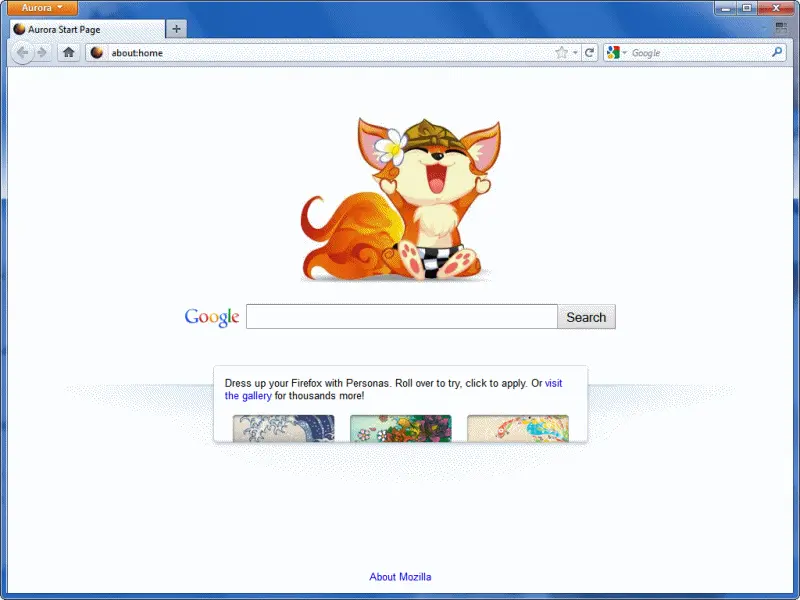 Aurora
Aurora Start Page
about:home
Google
Google
Search
Dress up your Firefox with Personas. Roll over to try, click to apply. Or visit
the gallery for thousands more!
About Mozilla